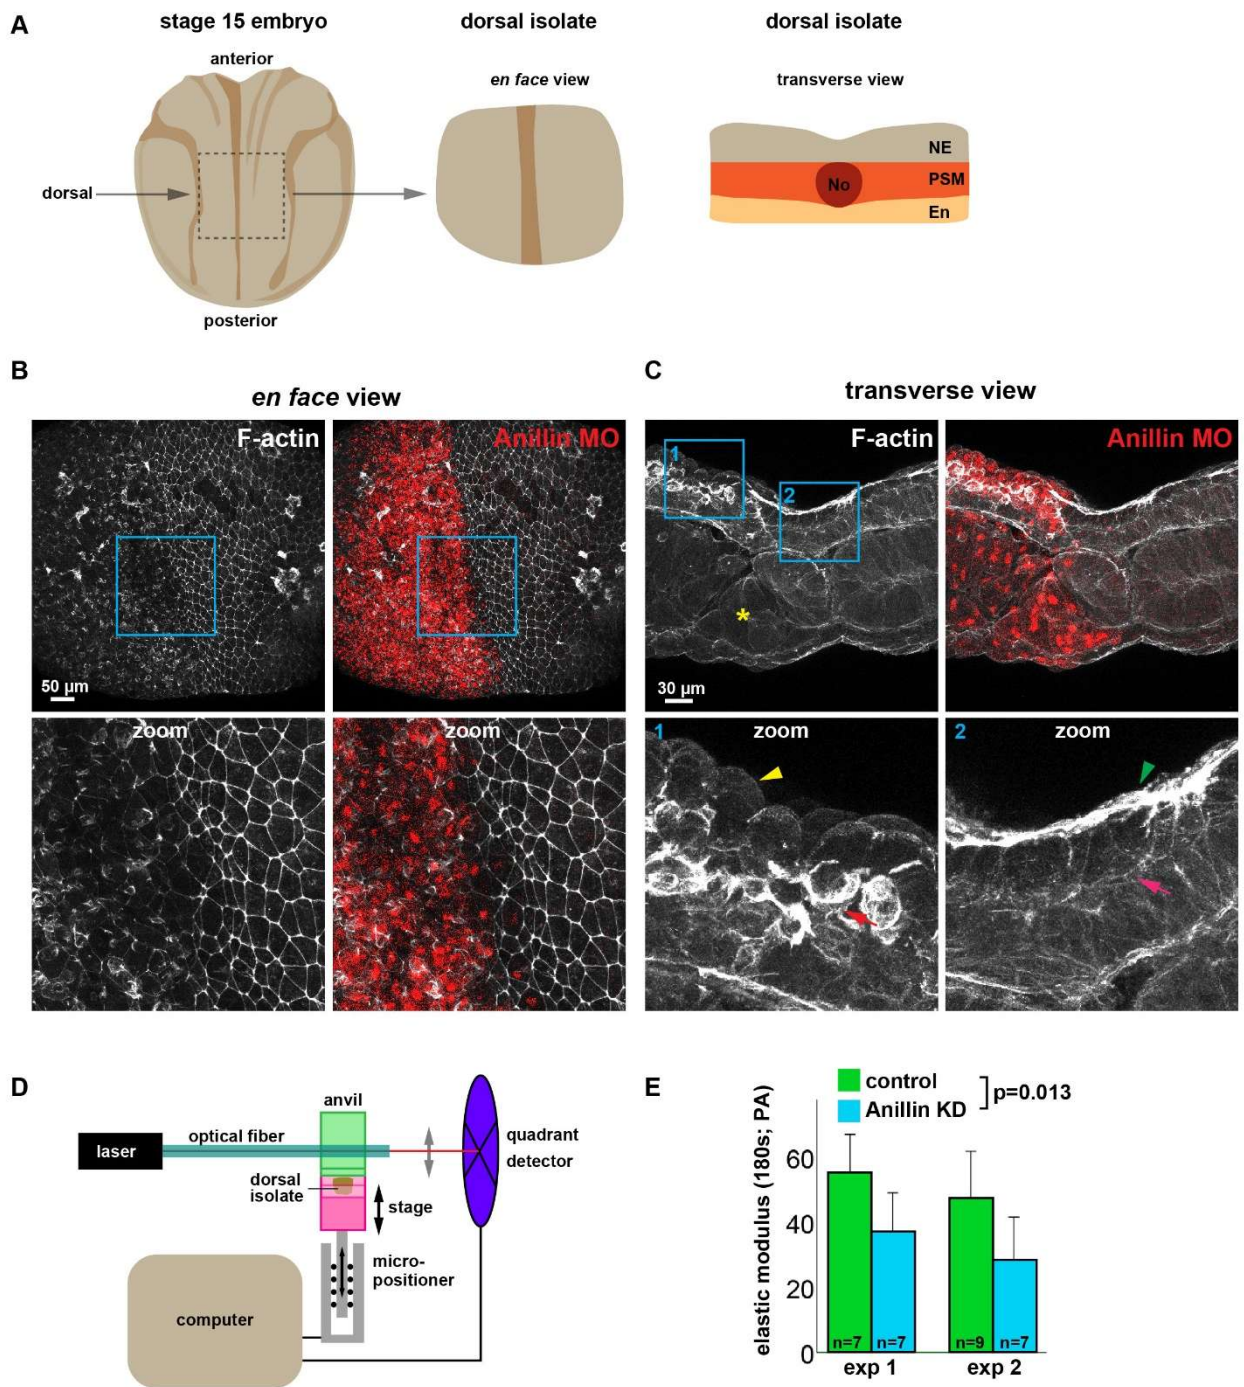 A
stage 15 embryo
dorsal isolate
dorsal isolate
anterior
en face view
transverse view
dorsal
NE
PSM
No
En
posterior
B
en face view
F-actin
Anillin MO
50 µm
zoom
zoom
C
transverse view
F-actin
Anillin MO
1
2
*
30 µm
1
zoom
2
zoom
D
anvil
laser
optical fiber
quadrant
detector
dorsal
isolate
stage
micro-
positioner
computer
E
control
Anillin KD
p=0.013
elastic modulus (180s; PA)
60
40
20
0
n=7
n=7
n=9
n=7
exp 1
exp 2